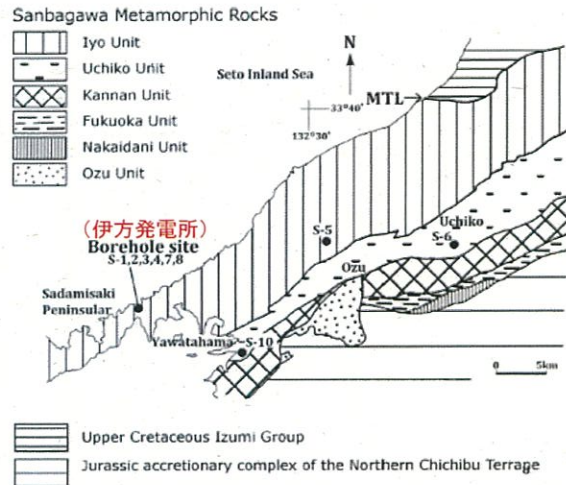 Sanbagawa Metamorphic Rocks
Iyo Unit
Uchiko Unit
Kannan Unit
Fukuoka Unit
Nakaidani Unit
Ozu Unit
Seto Inland Sea
N
MTL
33°40'
132°30'
(伊方発電所)
Borehole site
S-1,2,3,4,7,8
Sadamisaki
Peninsular
S-5
Uchiko
S-6
Ozu
Yawatahama
S-10
0 5km
Upper Cretaceous Izumi Group
Jurassic accretionary complex of the Northern Chichibu Terrage